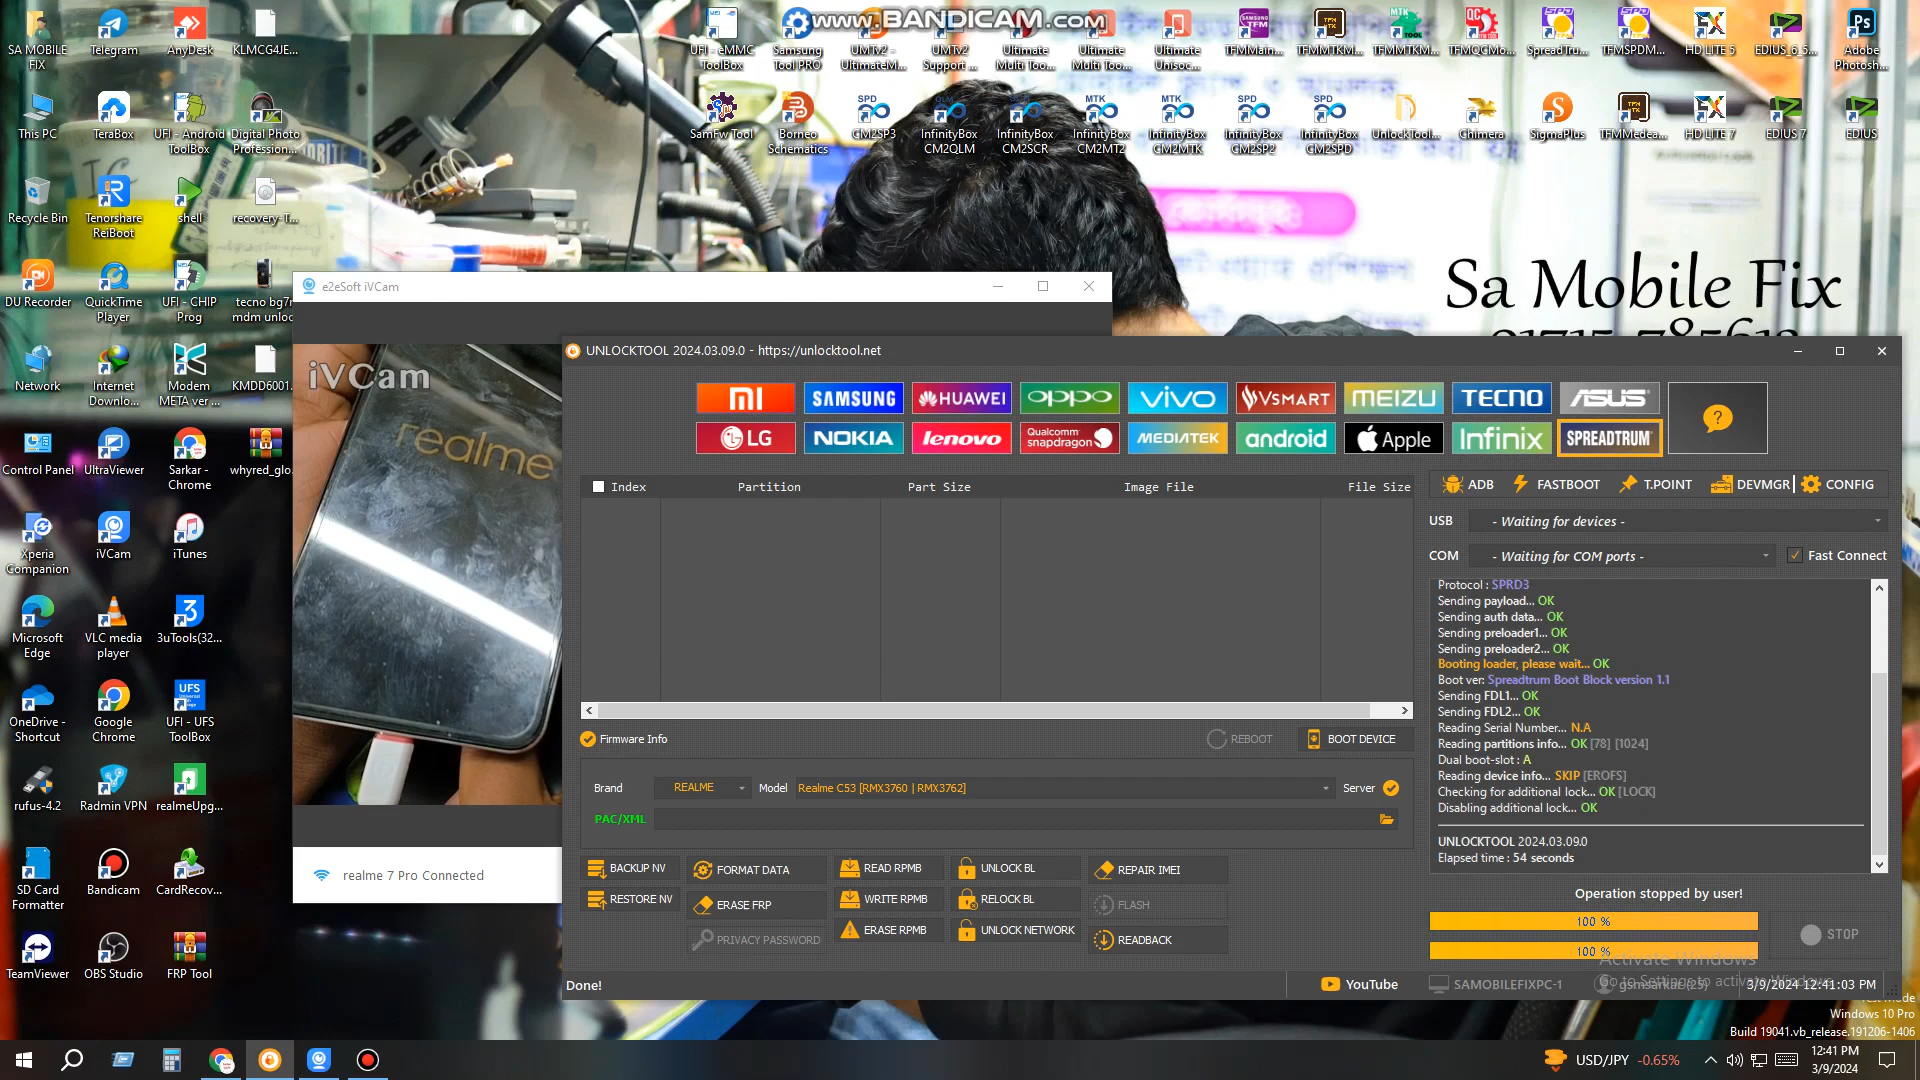 www.BANDICAM.com
SA MOBILE FIX
Telegram
AnyDesk
KLMCG4JE...
UFI - eMMC ToolBox
Samsung Tool PRO
UMTv2 - UltimateM...
UMTv2 Support ...
Ultimate Multi Too...
Ultimate Multi Too...
Ultimate Unisoc...
TFMMain...
TFMMTKM...
TFMMTKM...
TFMQCMo...
SpreadTru...
TFMSPDM...
HD LITE 5
EDIUS_6_5...
Adobe Photosh...
This PC
TeraBox
UFI - Android ToolBox
Digital Photo Profession...
SamFw Tool
Borneo Schematics
CM2SP3
InfinityBox CM2QLM
InfinityBox CM2SCR
InfinityBox CM2MT2
InfinityBox CM2MTK
InfinityBox CM2SP2
InfinityBox CM2SPD
UnlockTool...
Chimera
SigmaPlus
TFMMedea...
HD LITE 7
EDIUS 7
EDIUS
Recycle Bin
Tenorshare ReiBoot
shell
recovery-T...
DU Recorder
QuickTime Player
UFI - CHIP Prog
tecno bg7n
mdm unloc
Sa Mobile Fix
Network
Internet Downlo...
Modem META ver ...
KMDD6001.
Control Panel
UltraViewer
Sarkar - Chrome
whyred_glo.
Xperia Companion
iVCam
iTunes
Microsoft Edge
VLC media player
3uTools(32...
OneDrive - Shortcut
Google Chrome
UFI - UFS ToolBox
rufus-4.2
Radmin VPN
realmeUpg...
SD Card Formatter
Bandicam
CardRecov...
TeamViewer
OBS Studio
FRP Tool
e2eSoft iVCam
iVCam
realme
realme 7 Pro Connected
UNLOCKTOOL 2024.03.09.0 - https://unlocktool.net
mi SAMSUNG HUAWEI oppo vivo VSMART MEIZU TECNO ASUS ?
LG NOKIA lenovo Qualcomm snapdragon MEDIATEK android Apple Infinix SPREADTRUM
Index Partition Part Size Image File File Size
ADB FASTBOOT T.POINT DEVMGR CONFIG
USB - Waiting for devices -
COM - Waiting for COM ports - Fast Connect
Protocol : SPRD3
Sending payload... OK
Sending auth data... OK
Sending preloader1... OK
Sending preloader2... OK
Booting loader, please wait... OK
Boot ver: Spreadtrum Boot Block version 1.1
Sending FDL1... OK
Sending FDL2... OK
Reading Serial Number... N.A
Reading partitions info... OK [78] [1024]
Dual boot-slot : A
Reading device info... SKIP [EROFS]
Checking for additional lock... OK [LOCK]
Disabling additional lock... OK
UNLOCKTOOL 2024.03.09.0
Elapsed time : 54 seconds
Firmware Info REBOOT BOOT DEVICE
Brand REALME Model Realme C53 [RMX3760 | RMX3762] Server
PAC/XML
BACKUP NV FORMAT DATA READ RPMB UNLOCK BL REPAIR IMEI
RESTORE NV ERASE FRP WRITE RPMB RELOCK BL FLASH
PRIVACY PASSWORD ERASE RPMB UNLOCK NETWORK READBACK
Operation stopped by user!
100 %
100 %
STOP
Activate Windows
Go to Settings to activate Windows.
Done! YouTube SAMOBILEFIXPC-1 gsmsarkar (25) 3/9/2024 12:41:03 PM
Test Mode
Windows 10 Pro
Build 19041.vb_release.191206-1406
USD/JPY -0.65%
12:41 PM
3/9/2024